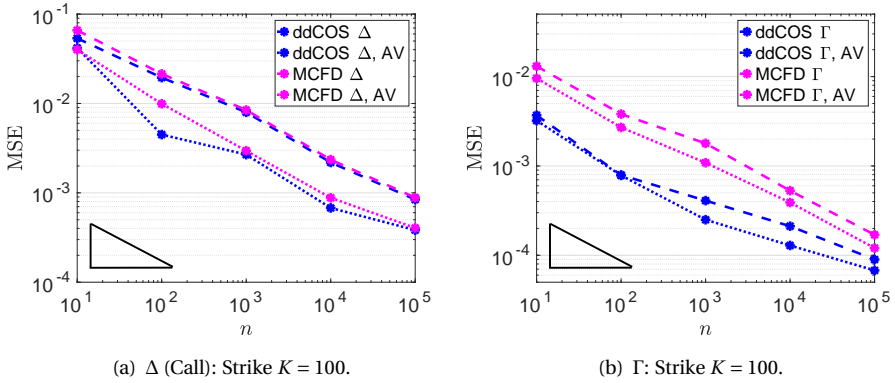 10^-1
10^-2
10^-3
10^-4
MSE
ddCOS Δ
ddCOS Δ, AV
MCFD Δ
MCFD Δ, AV
10^1
10^2
10^3
10^4
10^5
n
(a) Δ (Call): Strike K = 100.
10^-2
10^-3
10^-4
MSE
ddCOS Γ
ddCOS Γ, AV
MCFD Γ
MCFD Γ, AV
10^1
10^2
10^3
10^4
10^5
n
(b) Γ: Strike K = 100.